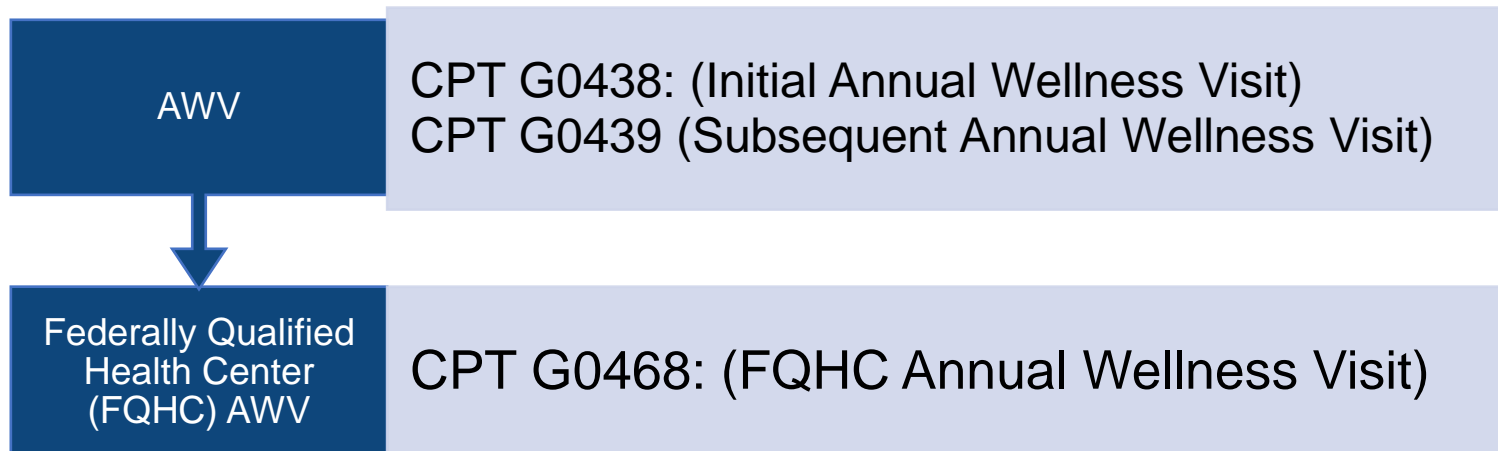 AWV
CPT G0438: (Initial Annual Wellness Visit)
CPT G0439 (Subsequent Annual Wellness Visit)
Federally Qualified
Health Center
(FQHC) AWV
CPT G0468: (FQHC Annual Wellness Visit)